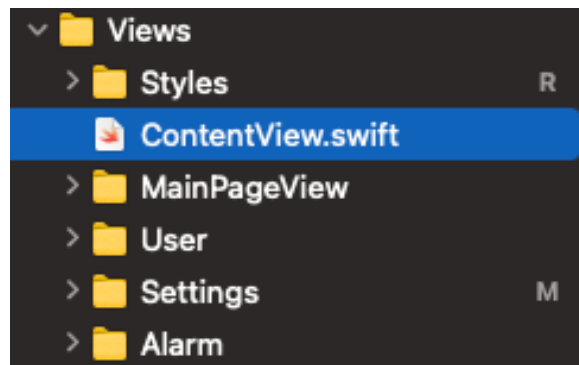 Views
Styles R
ContentView.swift
MainPageView
User
Settings M
Alarm